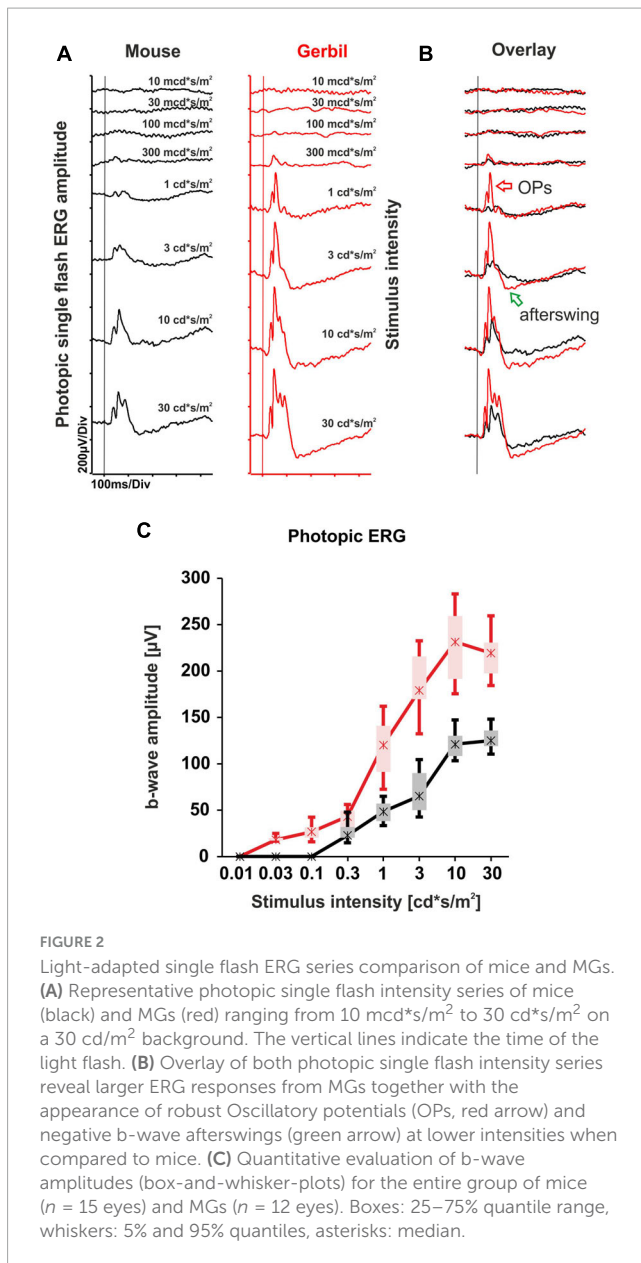 A Mouse Gerbil B Overlay
10 mcd*s/m² 10 mcd*s/m²
30 mcd*s/m² 30 mcd*s/m²
100 mcd*s/m² 100 mcd*s/m²
300 mcd*s/m² 300 mcd*s/m²
1 cd*s/m² 1 cd*s/m² OPs
3 cd*s/m² 3 cd*s/m²
afterswing
10 cd*s/m² 10 cd*s/m²
30 cd*s/m² 30 cd*s/m²
Photopic single flash ERG amplitude
Stimulus intensity
200µV/Div
100ms/Div
C Photopic ERG
b-wave amplitude [µV]
300
250
200
150
100
50
0
0.01 0.03 0.1 0.3 1 3 10 30
Stimulus intensity [cd*s/m²]
FIGURE 2
Light-adapted single flash ERG series comparison of mice and MGs.
(A) Representative photopic single flash intensity series of mice
(black) and MGs (red) ranging from 10 mcd*s/m² to 30 cd*s/m² on
a 30 cd/m² background. The vertical lines indicate the time of the
light flash. (B) Overlay of both photopic single flash intensity series
reveal larger ERG responses from MGs together with the
appearance of robust Oscillatory potentials (OPs, red arrow) and
negative b-wave afterswings (green arrow) at lower intensities when
compared to mice. (C) Quantitative evaluation of b-wave
amplitudes (box-and-whisker-plots) for the entire group of mice
(n = 15 eyes) and MGs (n = 12 eyes). Boxes: 25–75% quantile range,
whiskers: 5% and 95% quantiles, asterisks: median.